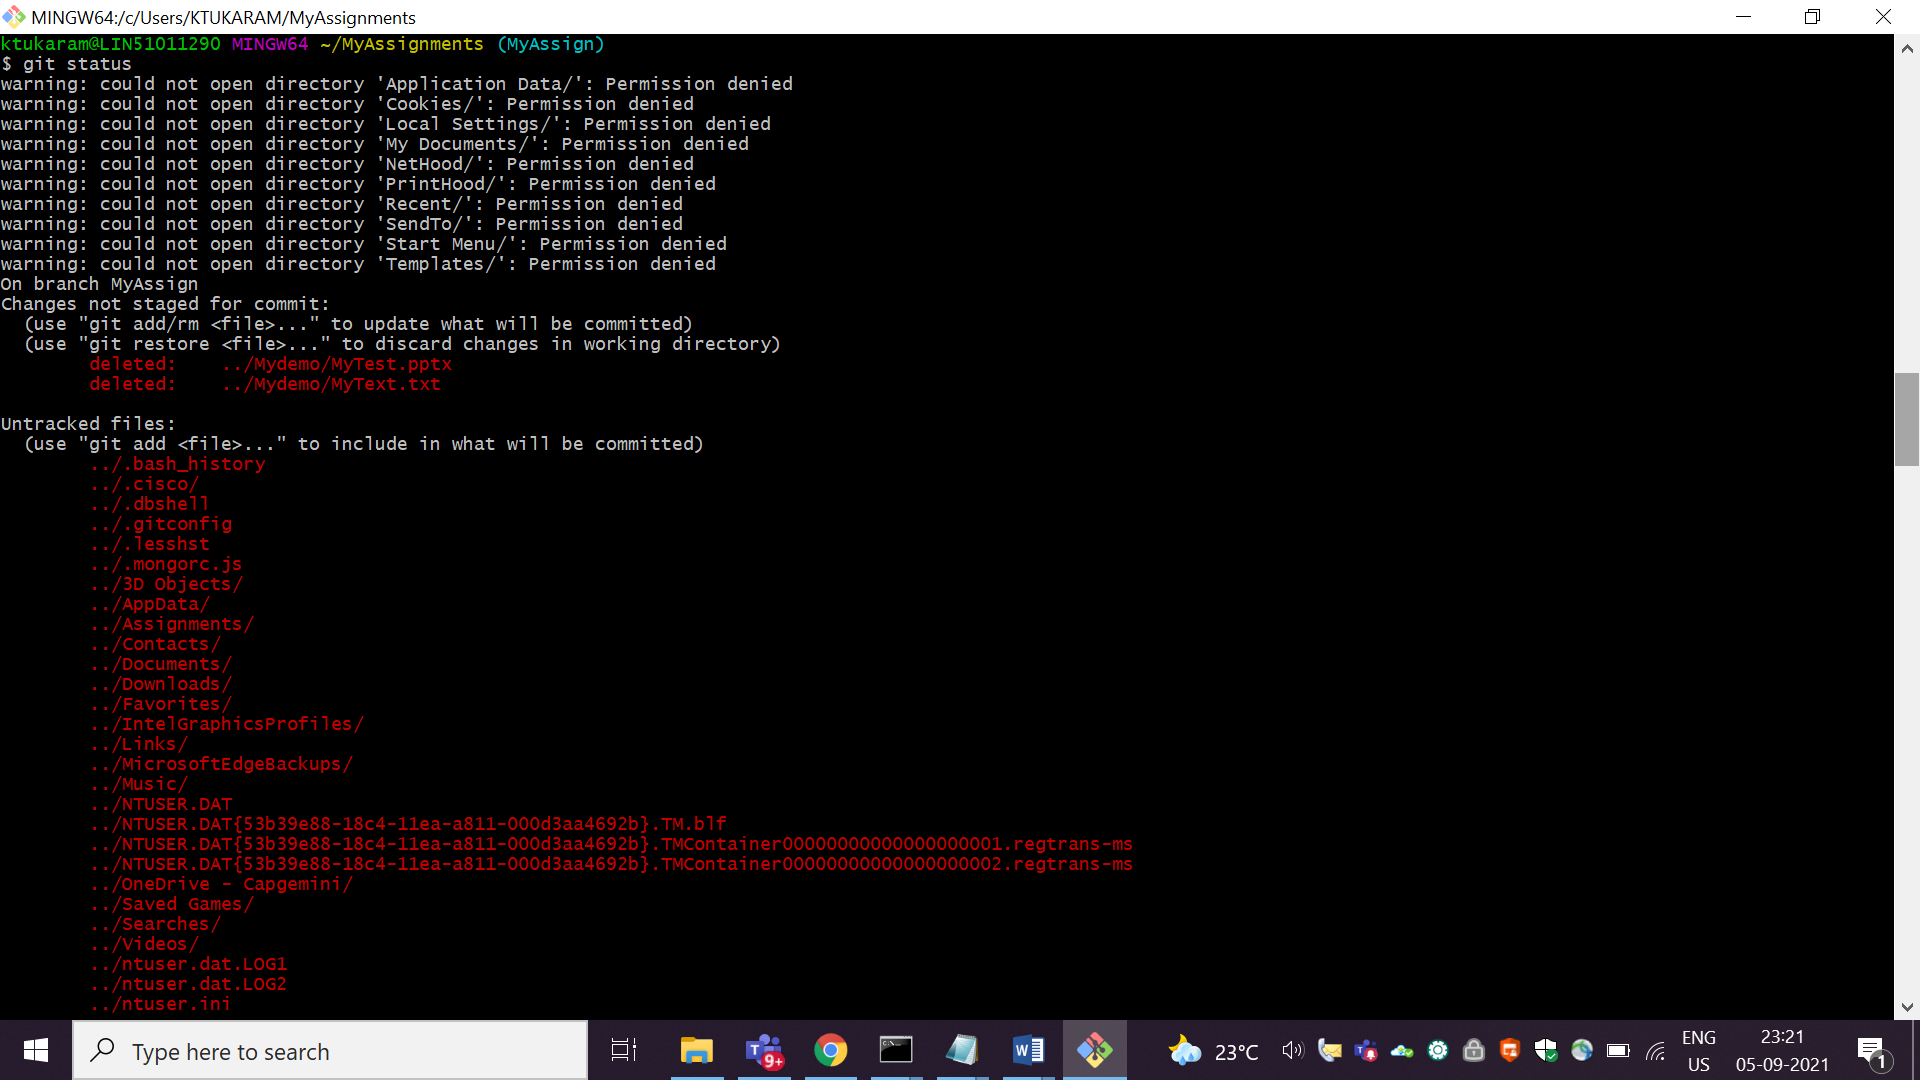 MINGW64:/c/Users/KTUKARAM/MyAssignments
ktukaram@LIN51011290 MINGW64 ~/MyAssignments (MyAssign)
$ git status
warning: could not open directory 'Application Data/': Permission denied
warning: could not open directory 'Cookies/': Permission denied
warning: could not open directory 'Local Settings/': Permission denied
warning: could not open directory 'My Documents/': Permission denied
warning: could not open directory 'NetHood/': Permission denied
warning: could not open directory 'PrintHood/': Permission denied
warning: could not open directory 'Recent/': Permission denied
warning: could not open directory 'SendTo/': Permission denied
warning: could not open directory 'Start Menu/': Permission denied
warning: could not open directory 'Templates/': Permission denied
On branch MyAssign
Changes not staged for commit:
  (use "git add/rm <file>..." to update what will be committed)
  (use "git restore <file>..." to discard changes in working directory)
        deleted:    ../Mydemo/MyTest.pptx
        deleted:    ../Mydemo/MyText.txt
Untracked files:
  (use "git add <file>..." to include in what will be committed)
        ../.bash_history
        ../.cisco/
        ../.dbshell
        ../.gitconfig
        ../.lesshst
        ../.mongorc.js
        ../3D Objects/
        ../AppData/
        ../Assignments/
        ../Contacts/
        ../Documents/
        ../Downloads/
        ../Favorites/
        ../IntelGraphicsProfiles/
        ../Links/
        ../MicrosoftEdgeBackups/
        ../Music/
        ../NTUSER.DAT
        ../NTUSER.DAT{53b39e88-18c4-11ea-a811-000d3aa4692b}.TM.blf
        ../NTUSER.DAT{53b39e88-18c4-11ea-a811-000d3aa4692b}.TMContainer00000000000000000001.regtrans-ms
        ../NTUSER.DAT{53b39e88-18c4-11ea-a811-000d3aa4692b}.TMContainer00000000000000000002.regtrans-ms
        ../OneDrive - Capgemini/
        ../Saved Games/
        ../Searches/
        ../Videos/
        ../ntuser.dat.LOG1
        ../ntuser.dat.LOG2
        ../ntuser.ini
Type here to search
9+
23°C
ENG
US
23:21
05-09-2021
1